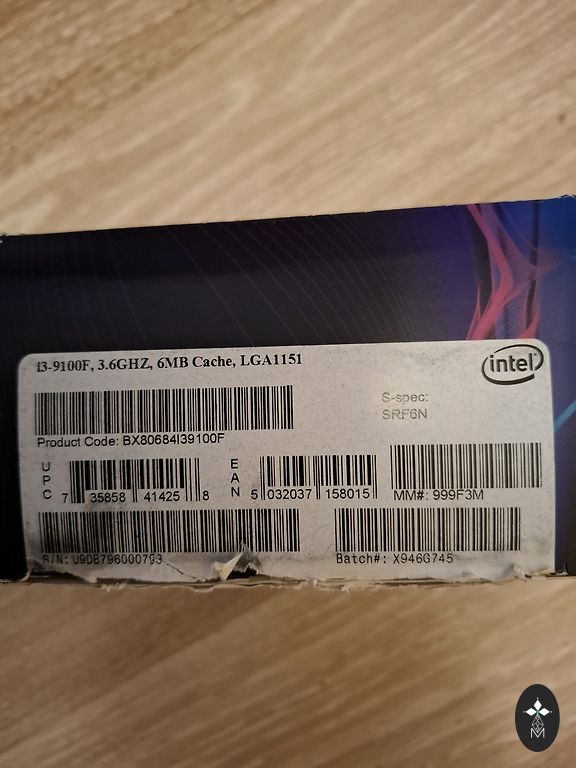 i3-9100F, 3.6GHZ, 6MB Cache, LGA1151
intel
S-spec:
SRF6N
Product Code: BX80684I39100F
UPC 7 35858 41425 8
EAN 5 032037 158015
MM#: 999F3M
S/N: U9DB796000793
Batch#: X946G745
M